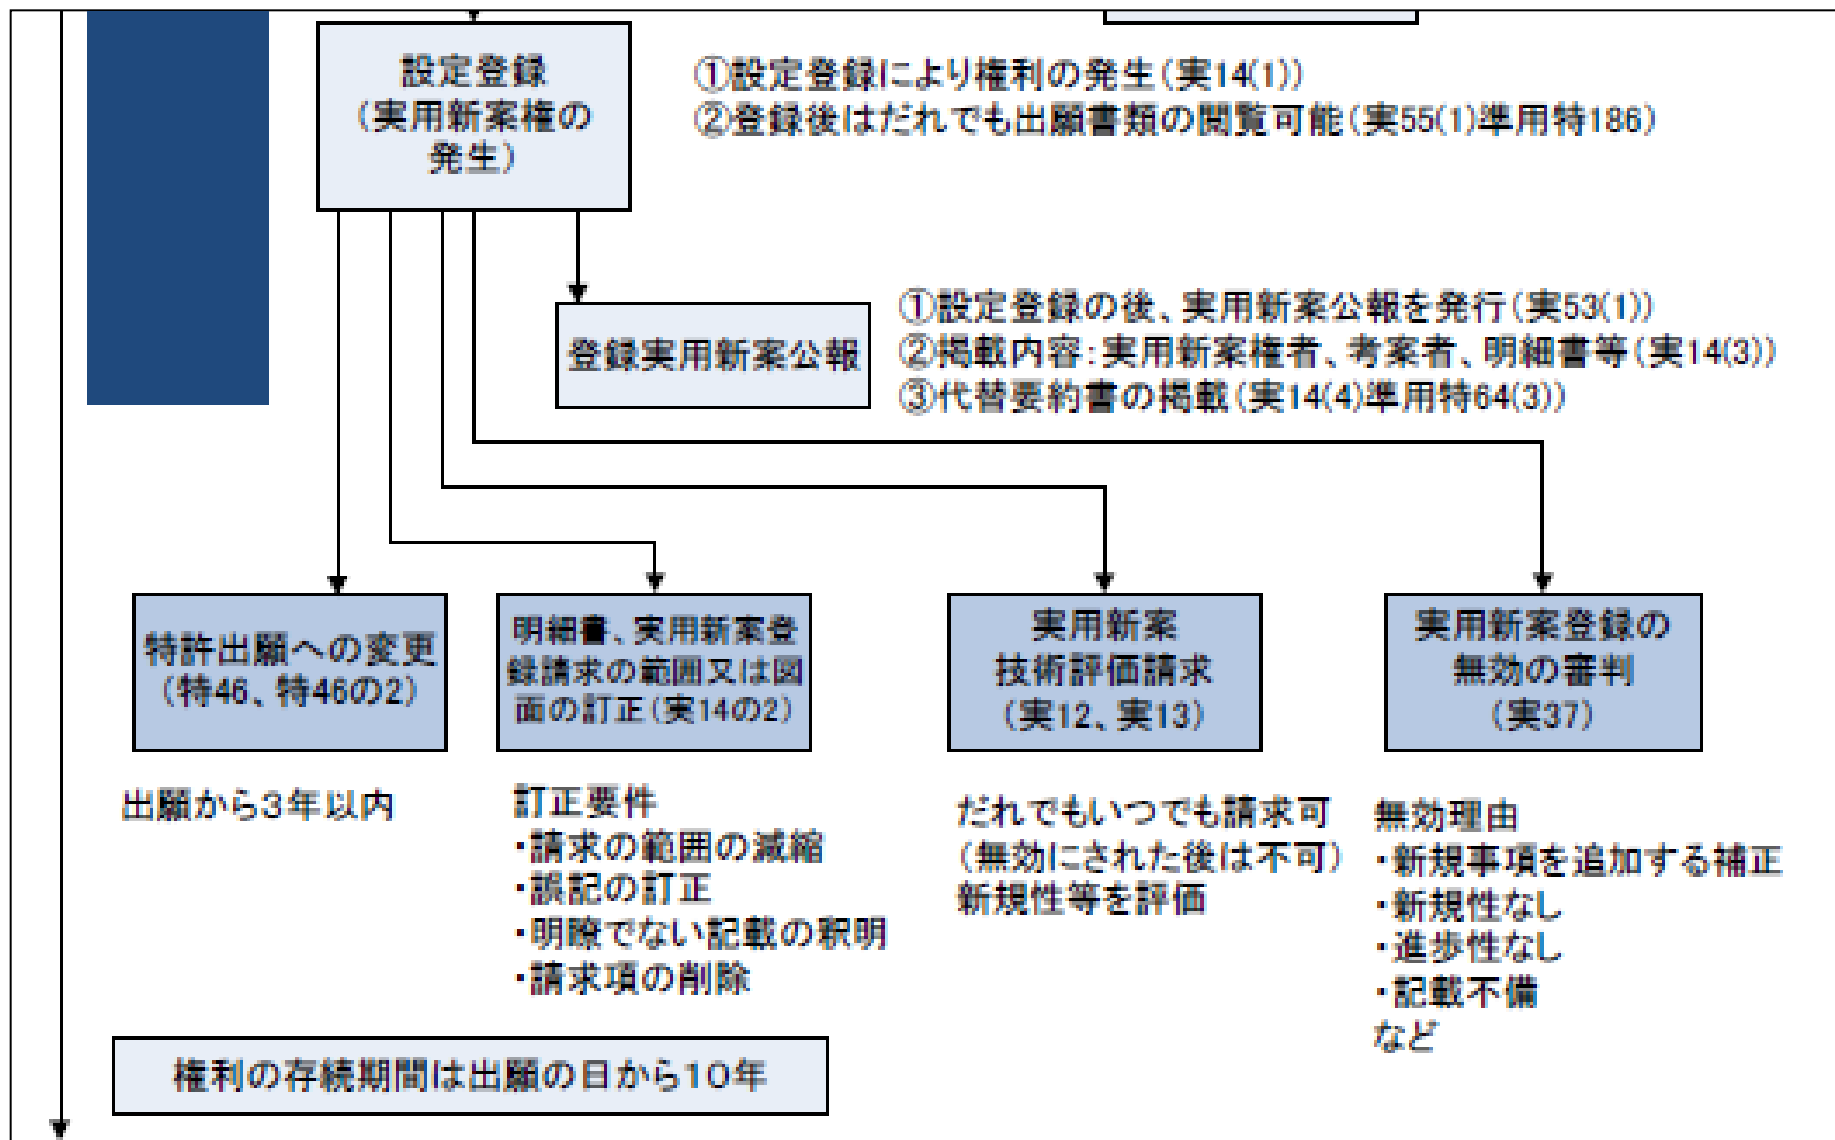 設定登録
(実用新案権の
発生)
①設定登録により権利の発生(実14(1))
②登録後はだれでも出願書類の閲覧可能(実55(1)準用特186)
登録実用新案公報
①設定登録の後、実用新案公報を発行(実53(1))
②掲載内容:実用新案権者、考案者、明細書等(実14(3))
③代替要約書の掲載(実14(4)準用特64(3))
特許出願への変更
(特46、特46の2)
出願から3年以内
明細書、実用新案登
録請求の範囲又は図
面の訂正(実14の2)
訂正要件
・請求の範囲の減縮
・誤記の訂正
・明瞭でない記載の釈明
・請求項の削除
実用新案
技術評価請求
(実12、実13)
だれでもいつでも請求可
(無効にされた後は不可)
新規性等を評価
実用新案登録の
無効の審判
(実37)
無効理由
・新規事項を追加する補正
・新規性なし
・進歩性なし
・記載不備
など
権利の存続期間は出願の日から10年